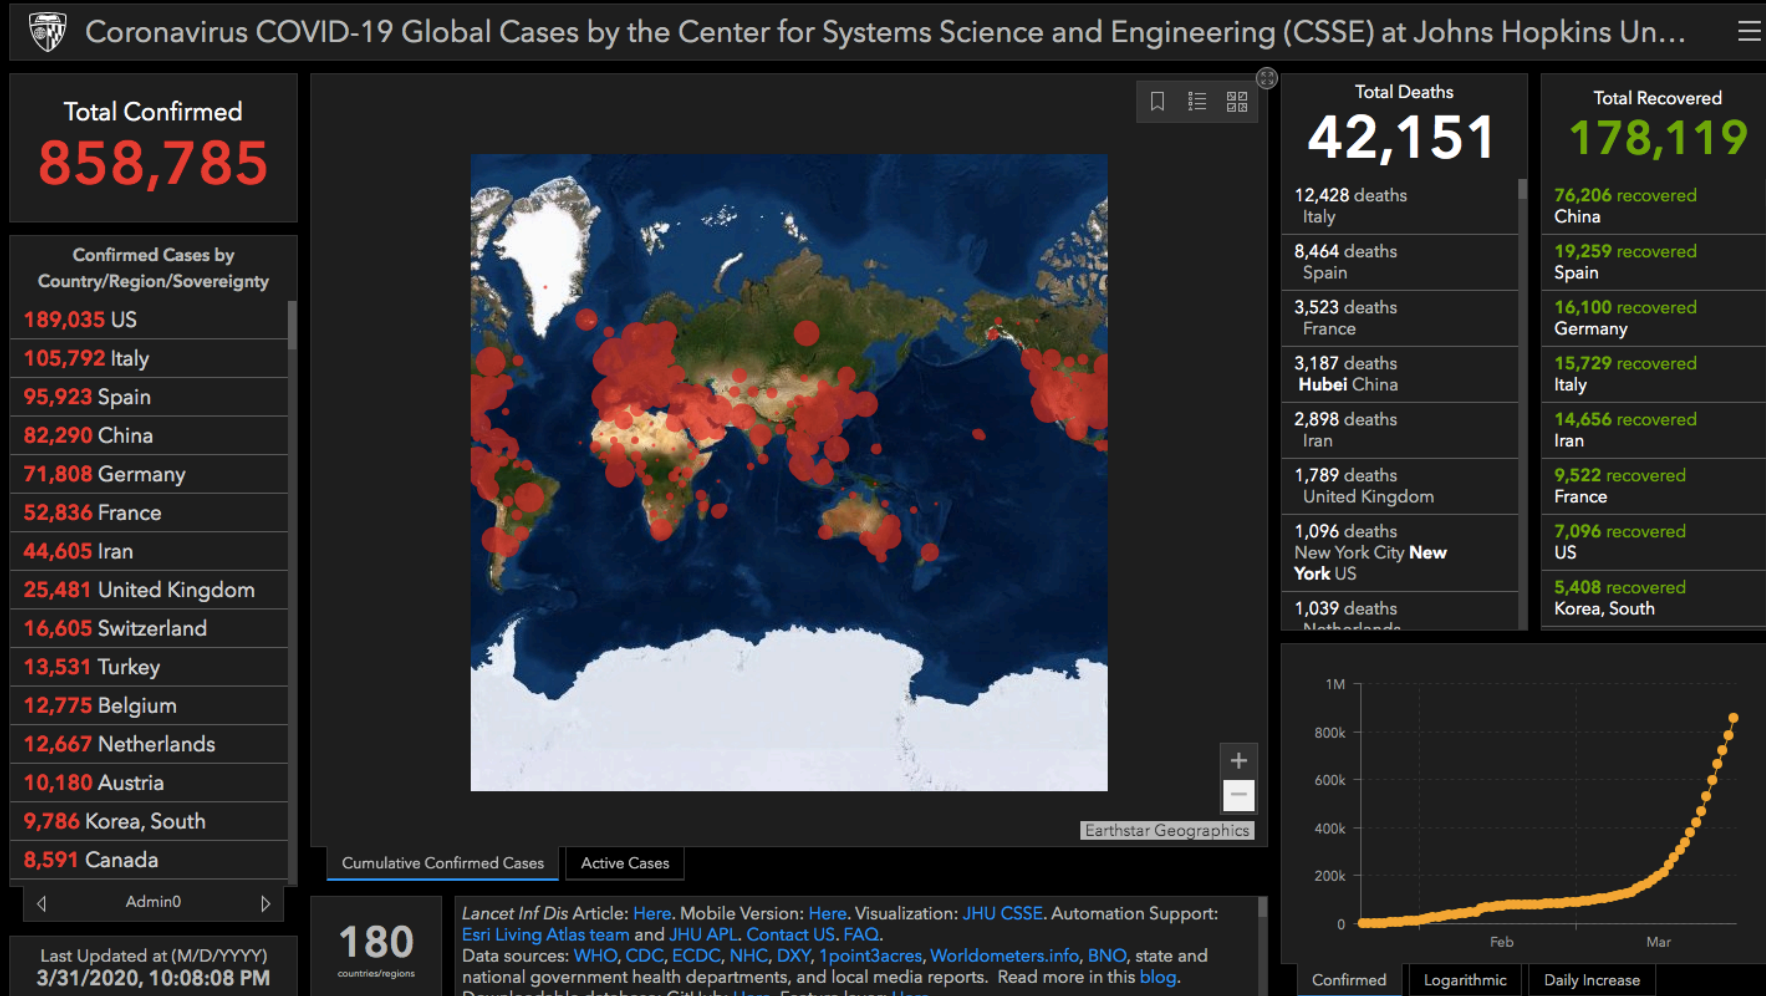 Coronavirus COVID-19 Global Cases by the Center for Systems Science and Engineering (CSSE) at Johns Hopkins Un...
Total Confirmed
858,785
Confirmed Cases by
Country/Region/Sovereignty
189,035 US
105,792 Italy
95,923 Spain
82,290 China
71,808 Germany
52,836 France
44,605 Iran
25,481 United Kingdom
16,605 Switzerland
13,531 Turkey
12,775 Belgium
12,667 Netherlands
10,180 Austria
9,786 Korea, South
8,591 Canada
Admin0
Last Updated at (M/D/YYYY)
3/31/2020, 10:08:08 PM
Earthstar Geographics
Cumulative Confirmed Cases
Active Cases
180
countries/regions
Lancet Inf Dis Article: Here. Mobile Version: Here. Visualization: JHU CSSE. Automation Support:
Esri Living Atlas team and JHU APL. Contact US. FAQ.
Data sources: WHO, CDC, ECDC, NHC, DXY, 1point3acres, Worldometers.info, BNO, state and
national government health departments, and local media reports. Read more in this blog.
Total Deaths
42,151
12,428 deaths
Italy
8,464 deaths
Spain
3,523 deaths
France
3,187 deaths
Hubei China
2,898 deaths
Iran
1,789 deaths
United Kingdom
1,096 deaths
New York City New
York US
1,039 deaths
Netherlands
Total Recovered
178,119
76,206 recovered
China
19,259 recovered
Spain
16,100 recovered
Germany
15,729 recovered
Italy
14,656 recovered
Iran
9,522 recovered
France
7,096 recovered
US
5,408 recovered
Korea, South
1M
800k
600k
400k
200k
0
Feb
Mar
Confirmed
Logarithmic
Daily Increase